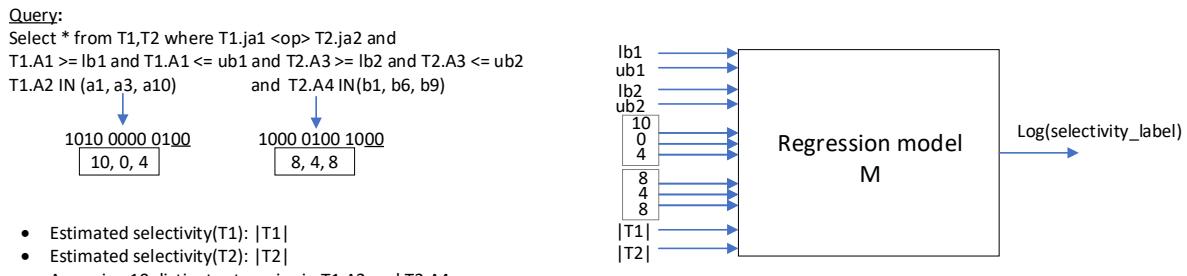 Query:
Select * from T1,T2 where T1.ja1 <op> T2.ja2 and
T1.A1 >= lb1 and T1.A1 <= ub1 and T2.A3 >= lb2 and T2.A3 <= ub2
T1.A2 IN (a1, a3, a10) and T2.A4 IN(b1, b6, b9)
1010 0000 0100 1000 0100 1000
10, 0, 4 8, 4, 8
• Estimated selectivity(T1): |T1|
• Estimated selectivity(T2): |T2|
lb1
ub1
lb2
ub2
10
0
4
8
4
8
|T1|
|T2|
Regression model
M
Log(selectivity_label)